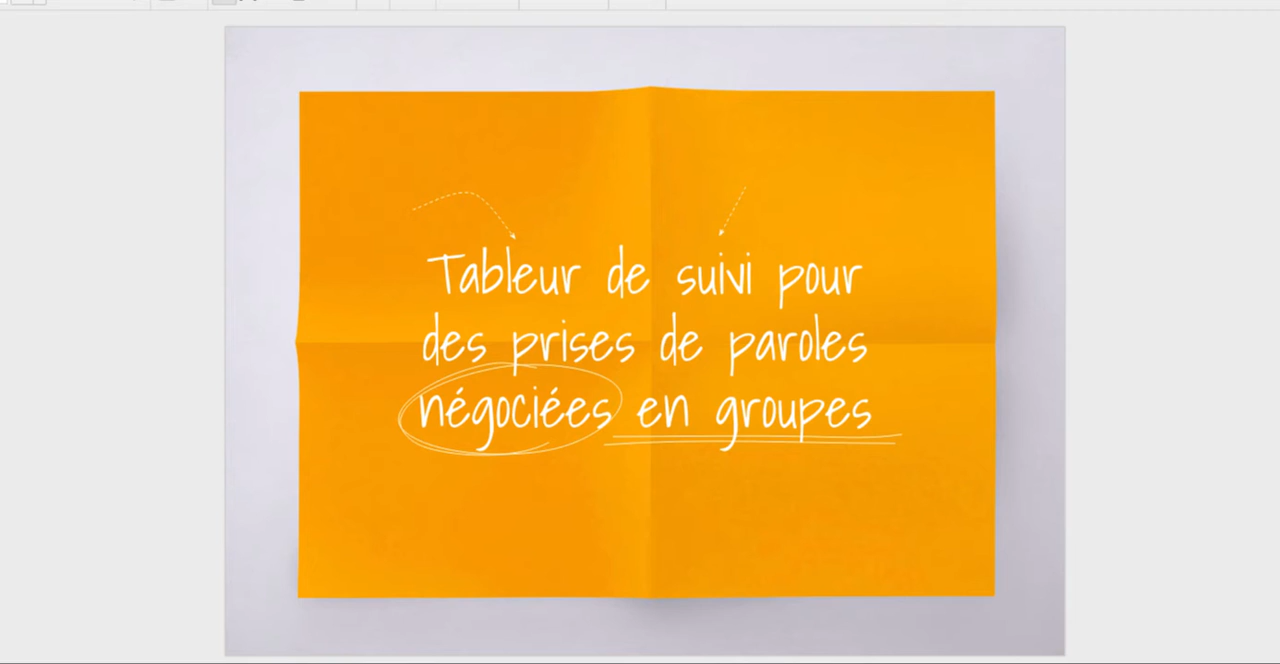 Tableur de suivi pour
des prises de paroles
négociées en groupes